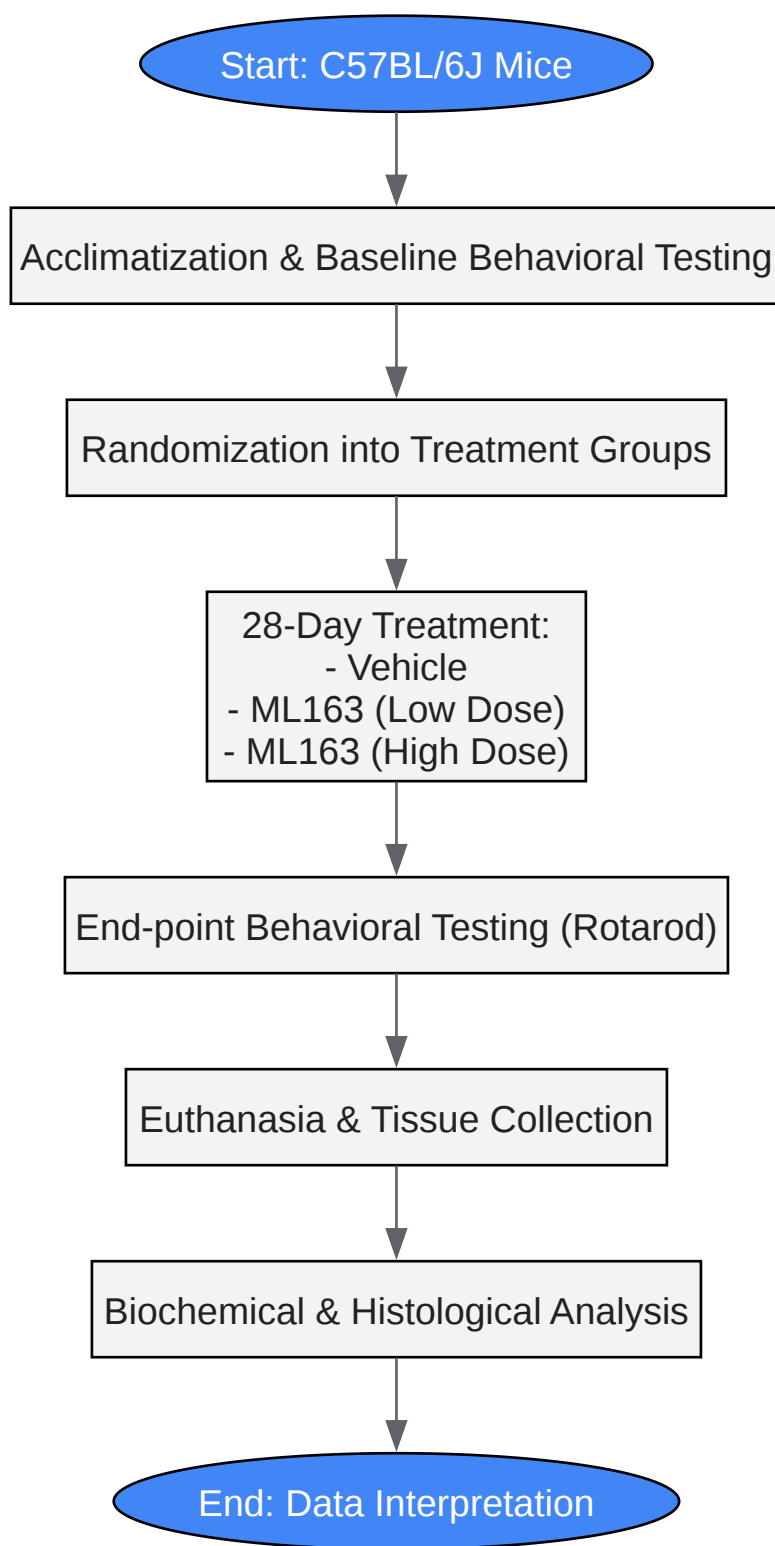 Start: C57BL/6J Mice
Acclimatization & Baseline Behavioral Testing
Randomization into Treatment Groups
28-Day Treatment:
- Vehicle
- ML163 (Low Dose)
- ML163 (High Dose)
End-point Behavioral Testing (Rotarod)
Euthanasia & Tissue Collection
Biochemical & Histological Analysis
End: Data Interpretation